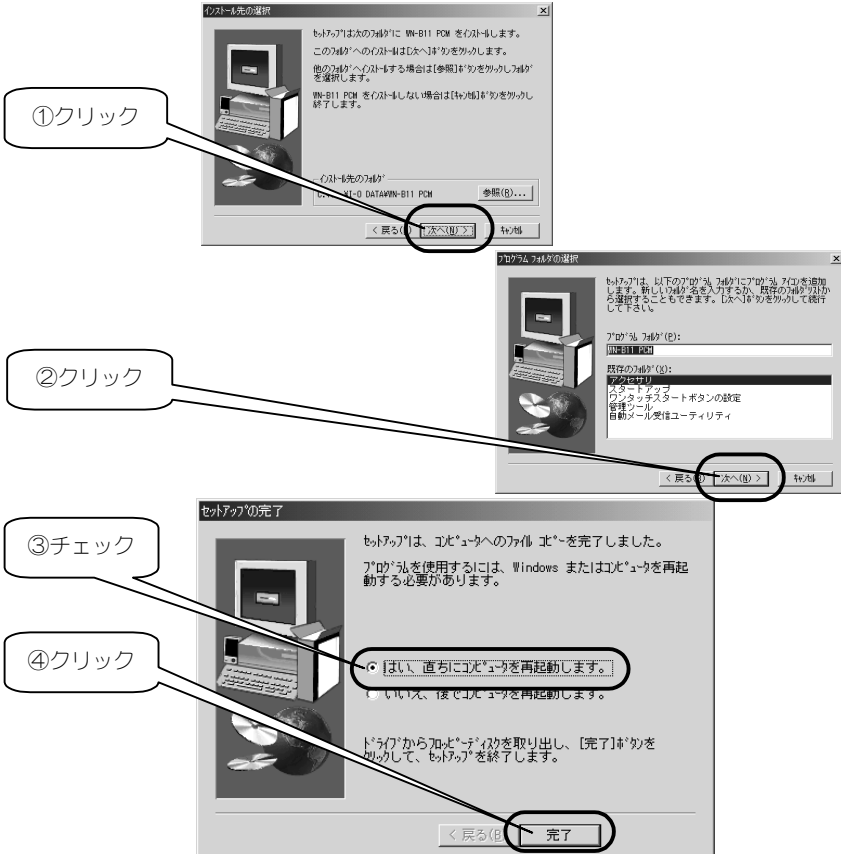 インストール先の選択
セットアップは次のフォルダに WN-B11 PCM をインストールします。
このフォルダへのインストールは[次へ]ボタンをクリックします。
他のフォルダへインストールする場合は[参照]ボタンをクリックしフォルダ
を選択します。
WN-B11 PCM をインストールしない場合は[キャンセル]ボタンをクリックし
終了します。
①クリック
インストール先のフォルダ
¥I-O DATA¥WN-B11 PCM
参照(R)...
< 戻る(
次へ(N) >
キャンセル
プログラム フォルダの選択
セットアップは、以下のプログラム フォルダにプログラム アイコンを追加
します。新しいフォルダ名を入力するか、既存のフォルダリストか
ら選択することもできます。[次へ]ボタンをクリックして続行
して下さい。
プログラム フォルダ(P):
WN-B11 PCM
既存のフォルダ(X):
アクセサリ
スタートアップ
ワンタッチスタートボタンの設定
管理ツール
自動メール受信ユーティリティ
②クリック
< 戻る(
次へ(N) >
キャンセル
セットアップの完了
セットアップは、コンピュータへのファイル コピーを完了しました。
プログラムを使用するには、Windows またはコンピュータを再起
動する必要があります。
③チェック
はい、直ちにコンピュータを再起動します。
④クリック
いいえ、後でコンピュータを再起動します。
ドライブからフロッピーディスクを取り出し、[完了]ボタンを
クリックして、セットアップを終了します。
< 戻る(B
完了